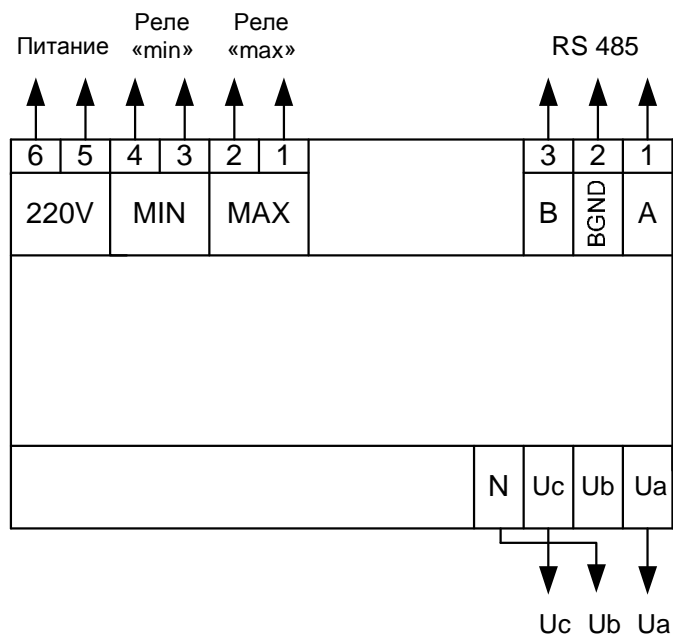 Реле Реле
Питание «min» «max» RS 485
6 5 4 3 2 1 3 2 1
220V MIN MAX B BGND A
N Uc Ub Ua
Uc Ub Ua